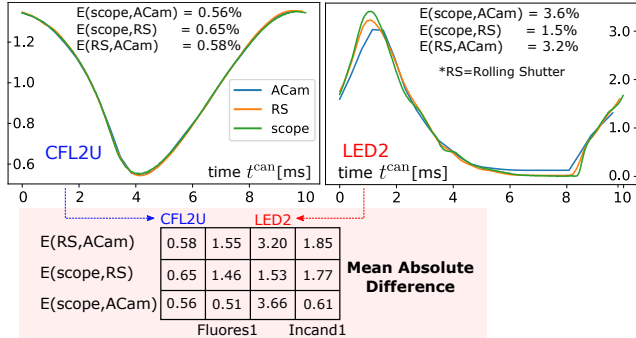 E(scope,ACam) = 0.56%
E(scope,RS) = 0.65%
E(RS,ACam) = 0.58%
1.2
1.0
0.8
0.6
ACam
RS
scope
CFL2U
time t^can[ms]
0 2 4 6 8 10
E(scope,ACam) = 3.6%
E(scope,RS) = 1.5%
E(RS,ACam) = 3.2%
*RS=Rolling Shutter
3.0
2.0
1.0
0.0
LED2
time t^can[ms]
0 2 4 6 8 10
CFL2U LED2
E(RS,ACam) 0.58 1.55 3.20 1.85
E(scope,RS) 0.65 1.46 1.53 1.77
E(scope,ACam) 0.56 0.51 3.66 0.61
Fluores1 Incand1
Mean Absolute
Difference